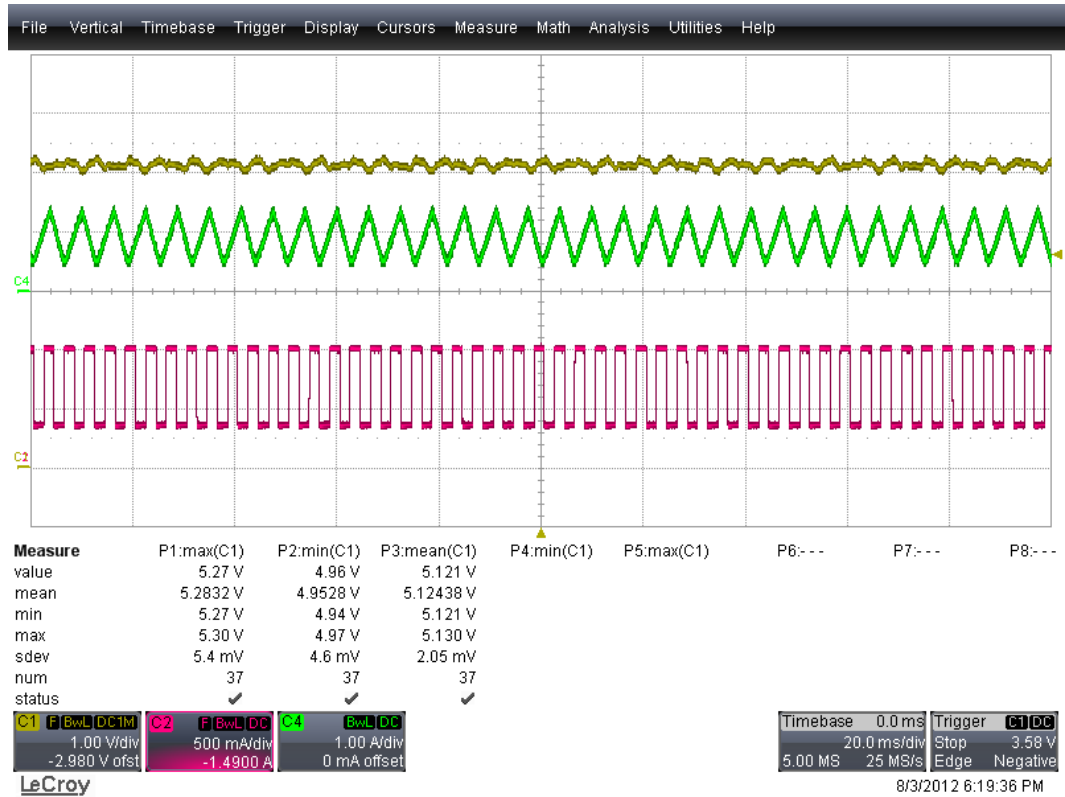 File Vertical Timebase Trigger Display Cursors Measure Math Analysis Utilities Help
C4
C2
Measure P1:max(C1) P2:min(C1) P3:mean(C1) P4:min(C1) P5:max(C1) P6:- - - P7:- - - P8:- - -
value 5.27 V 4.96 V 5.121 V
mean 5.2832 V 4.9528 V 5.12438 V
min 5.27 V 4.94 V 5.121 V
max 5.30 V 4.97 V 5.130 V
sdev 5.4 mV 4.6 mV 2.05 mV
num 37 37 37
status
C1 F BwL DC1M C2 F BwL DC C4 BwL DC Timebase 0.0 ms Trigger C1 DC
1.00 V/div 500 mA/div 1.00 A/div 20.0 ms/div Stop 3.58 V
-2.980 V ofst -1.4900 A 0 mA offset 5.00 MS 25 MS/s Edge Negative
LeCroy 8/3/2012 6:19:36 PM